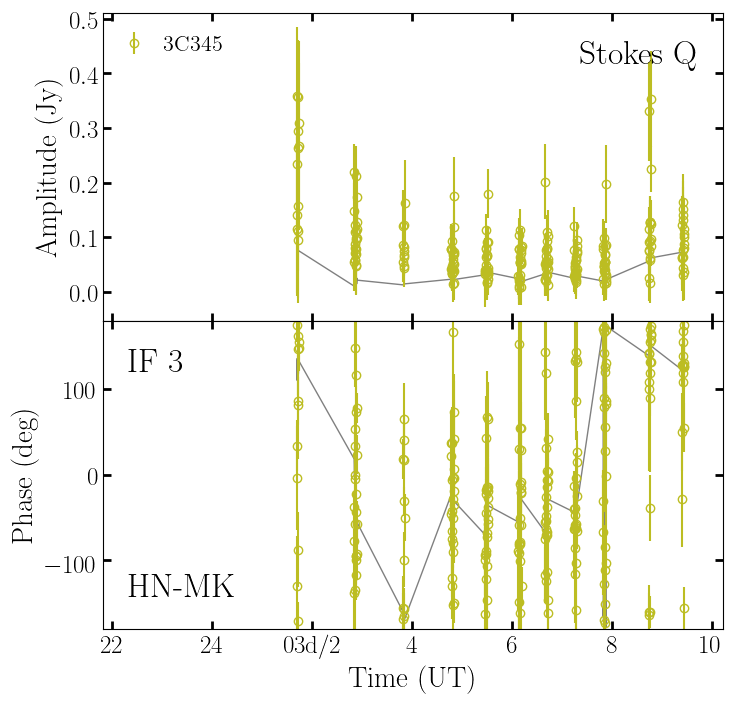 0.5
3C345
Stokes Q
0.4
0.3
0.2
0.1
0.0
Amplitude (Jy)
IF 3
100
0
−100
Phase (deg)
HN-MK
22 24 03d/2 4 6 8 10
Time (UT)